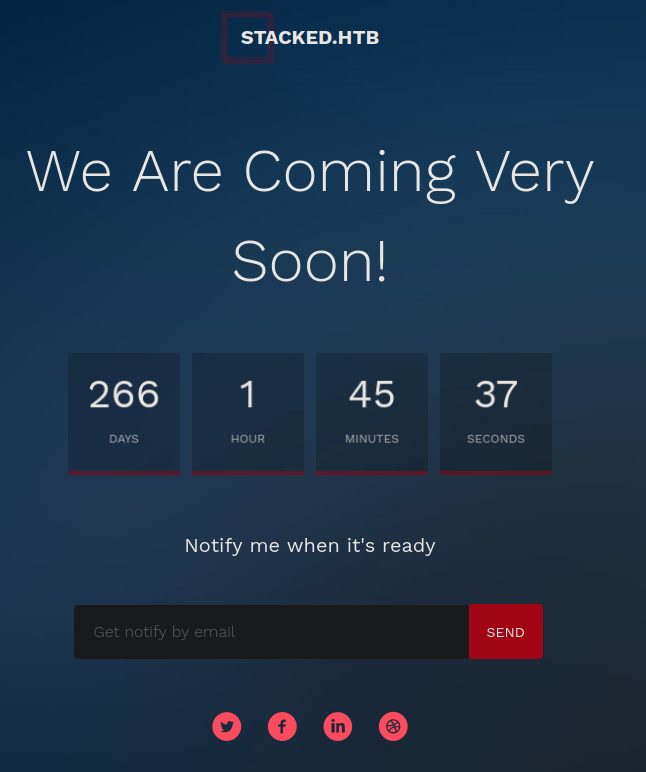 STACKED.HTB
We Are Coming Very
Soon!
266 1 45 37
DAYS HOUR MINUTES SECONDS
Notify me when it's ready
Get notify by email SEND